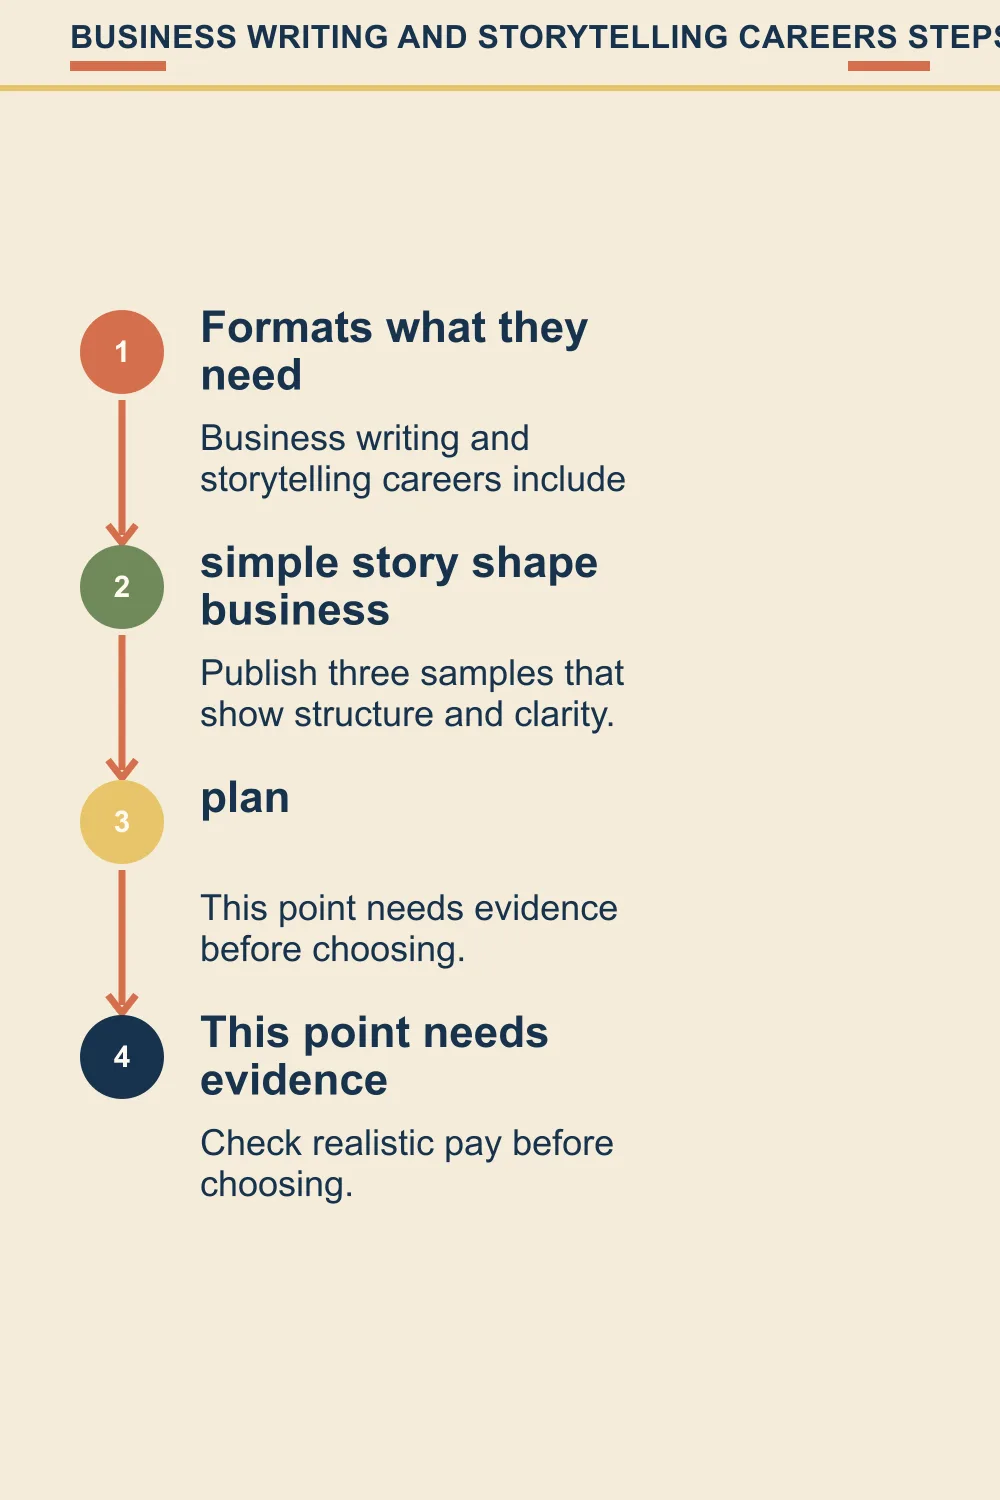 BUSINESS WRITING AND STORYTELLING CAREERS STEPS
1
Formats what they
need
Business writing and
storytelling careers include
2
simple story shape
business
Publish three samples that
show structure and clarity.
3
plan
This point needs evidence
before choosing.
4
This point needs
evidence
Check realistic pay before
choosing.